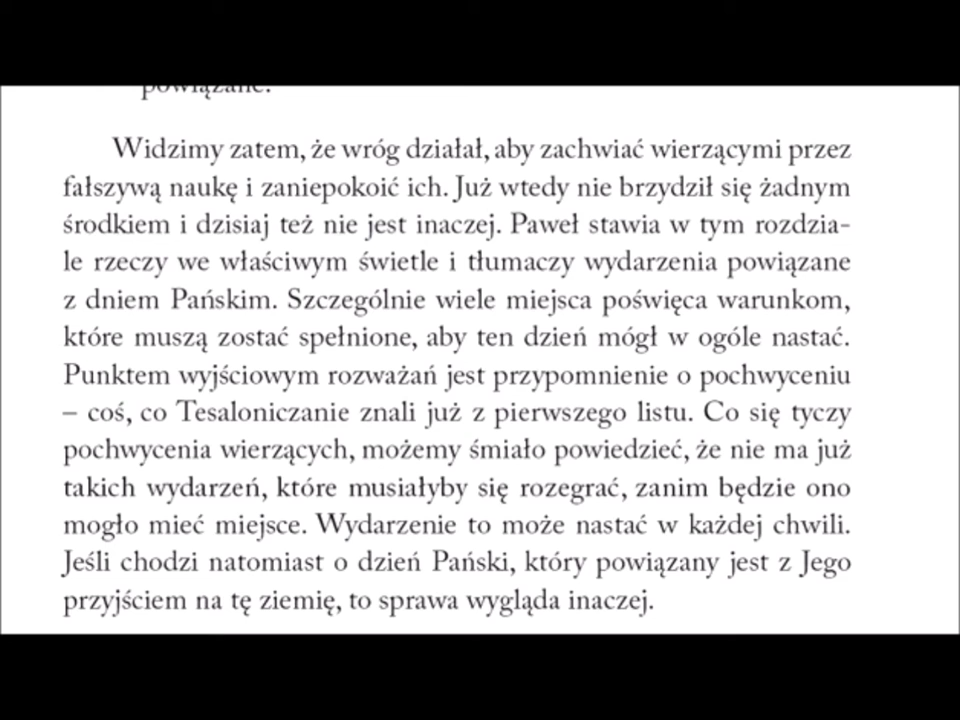 powiązane.
Widzimy zatem, że wróg działał, aby zachwiać wierzącymi przez
fałszywą naukę i zaniepokoić ich. Już wtedy nie brzydził się żadnym
środkiem i dzisiaj też nie jest inaczej. Paweł stawia w tym rozdzia-
le rzeczy we właściwym świetle i tłumaczy wydarzenia powiązane
z dniem Pańskim. Szczególnie wiele miejsca poświęca warunkom,
które muszą zostać spełnione, aby ten dzień mógł w ogóle nastać.
Punktem wyjściowym rozważań jest przypomnienie o pochwyceniu
– coś, co Tesaloniczanie znali już z pierwszego listu. Co się tyczy
pochwycenia wierzących, możemy śmiało powiedzieć, że nie ma już
takich wydarzeń, które musiałyby się rozegrać, zanim będzie ono
mogło mieć miejsce. Wydarzenie to może nastać w każdej chwili.
Jeśli chodzi natomiast o dzień Pański, który powiązany jest z Jego
przyjściem na tę ziemię, to sprawa wygląda inaczej.